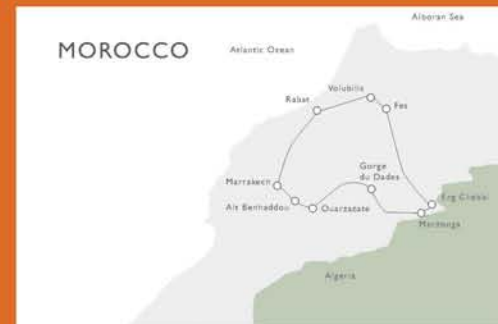 Alboran Sea
MOROCCO
Atlantic Ocean
Volubilis
Rabat
Fes
Gorge
du Dades
Marrakech
Erg Chebbi
Ait Benhaddou
Ouarzazate
Merzouga
Algeria